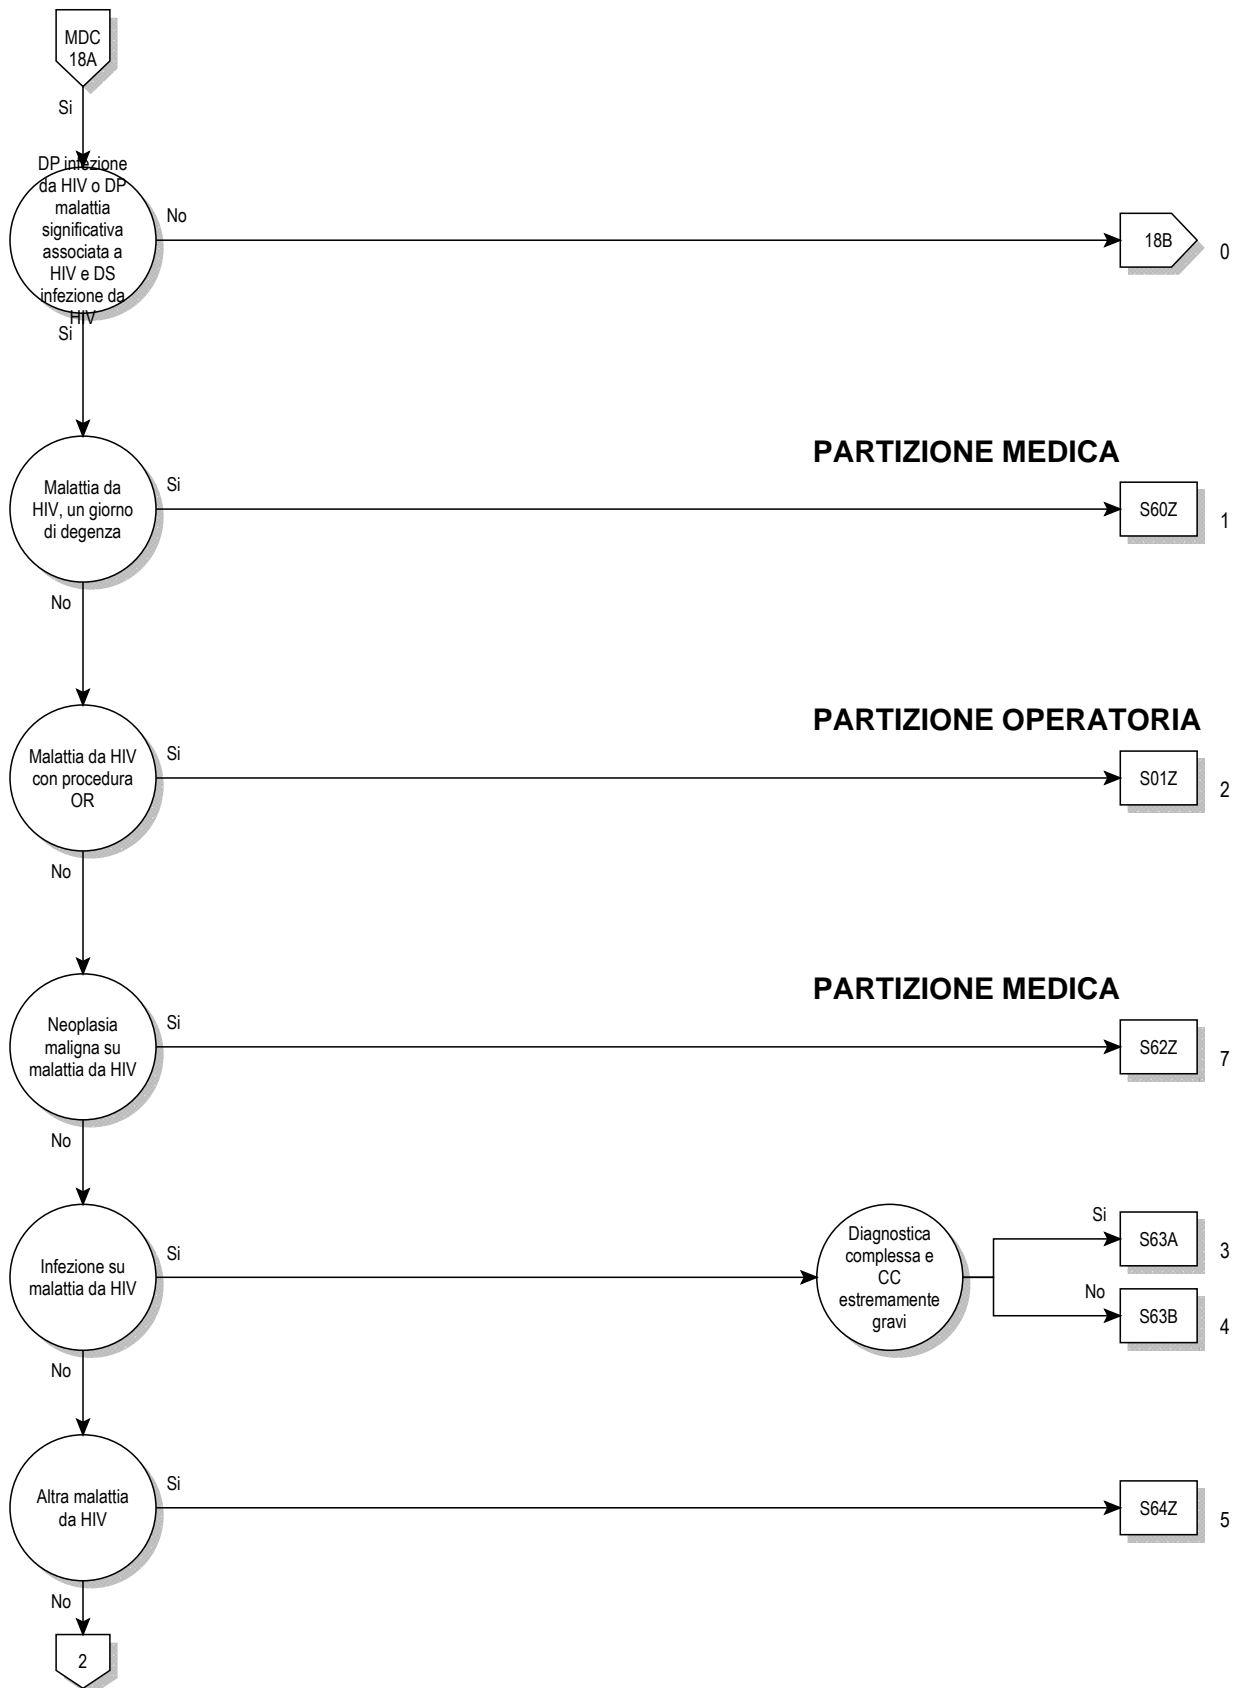 MDC
18A
Si
DP infezione
da HIV o DP
malattia
significativa
associata a
HIV e DS
infezione da
HIV
No
18B
0
Si
PARTIZIONE MEDICA
Malattia da
HIV, un giorno
di degenza
Si
S60Z
1
No
PARTIZIONE OPERATORIA
Malattia da HIV
con procedura
OR
Si
S01Z
2
No
PARTIZIONE MEDICA
Neoplasia
maligna su
malattia da HIV
Si
S62Z
7
No
Infezione su
malattia da HIV
Si
Diagnostica
complessa e
CC
estremamente
gravi
Si
S63A
3
No
S63B
4
No
Altra malattia
da HIV
Si
S64Z
5
No
2